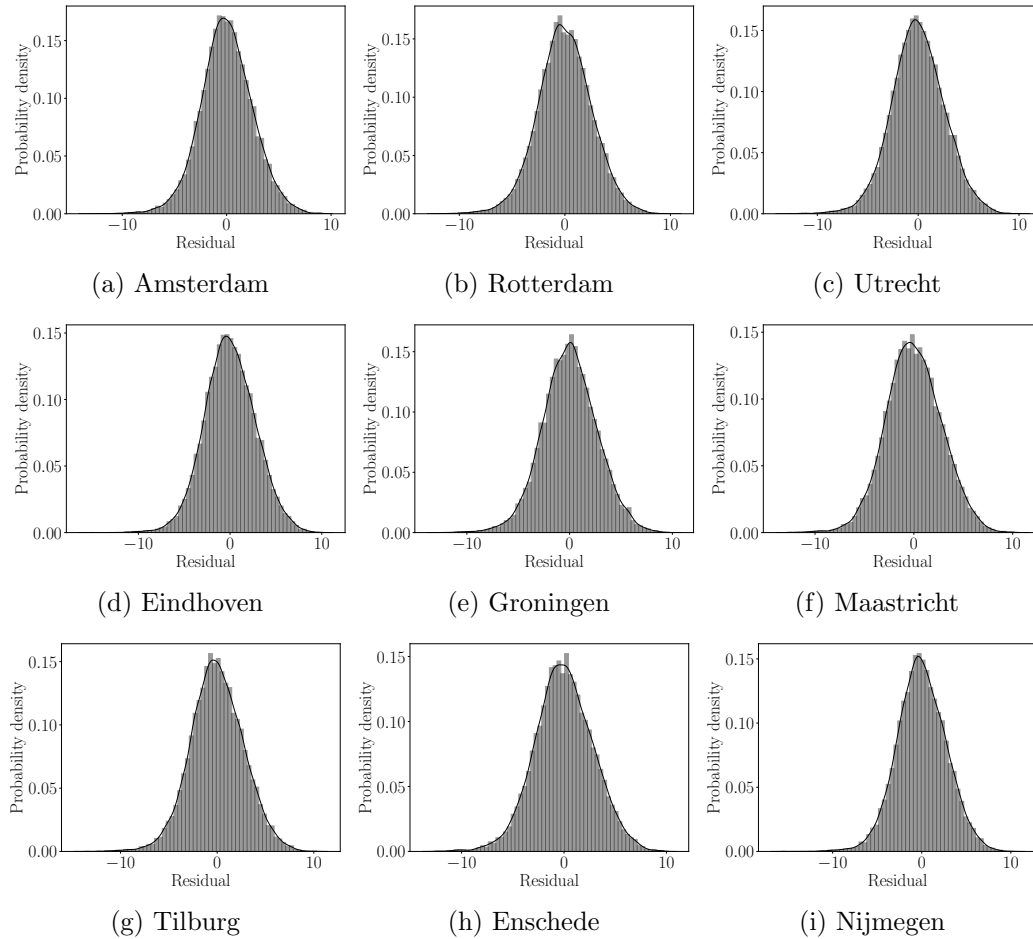 0.15
0.10
0.05
0.00
Probability density
−10
0
10
Residual
(a) Amsterdam
0.15
0.10
0.05
0.00
Probability density
−10
0
10
Residual
(b) Rotterdam
0.15
0.10
0.05
0.00
Probability density
−10
0
10
Residual
(c) Utrecht
0.15
0.10
0.05
0.00
Probability density
−10
0
10
Residual
(d) Eindhoven
0.15
0.10
0.05
0.00
Probability density
−10
0
10
Residual
(e) Groningen
0.15
0.10
0.05
0.00
Probability density
−10
0
10
Residual
(f) Maastricht
0.15
0.10
0.05
0.00
Probability density
−10
0
10
Residual
(g) Tilburg
0.15
0.10
0.05
0.00
Probability density
−10
0
10
Residual
(h) Enschede
0.15
0.10
0.05
0.00
Probability density
−10
0
10
Residual
(i) Nijmegen